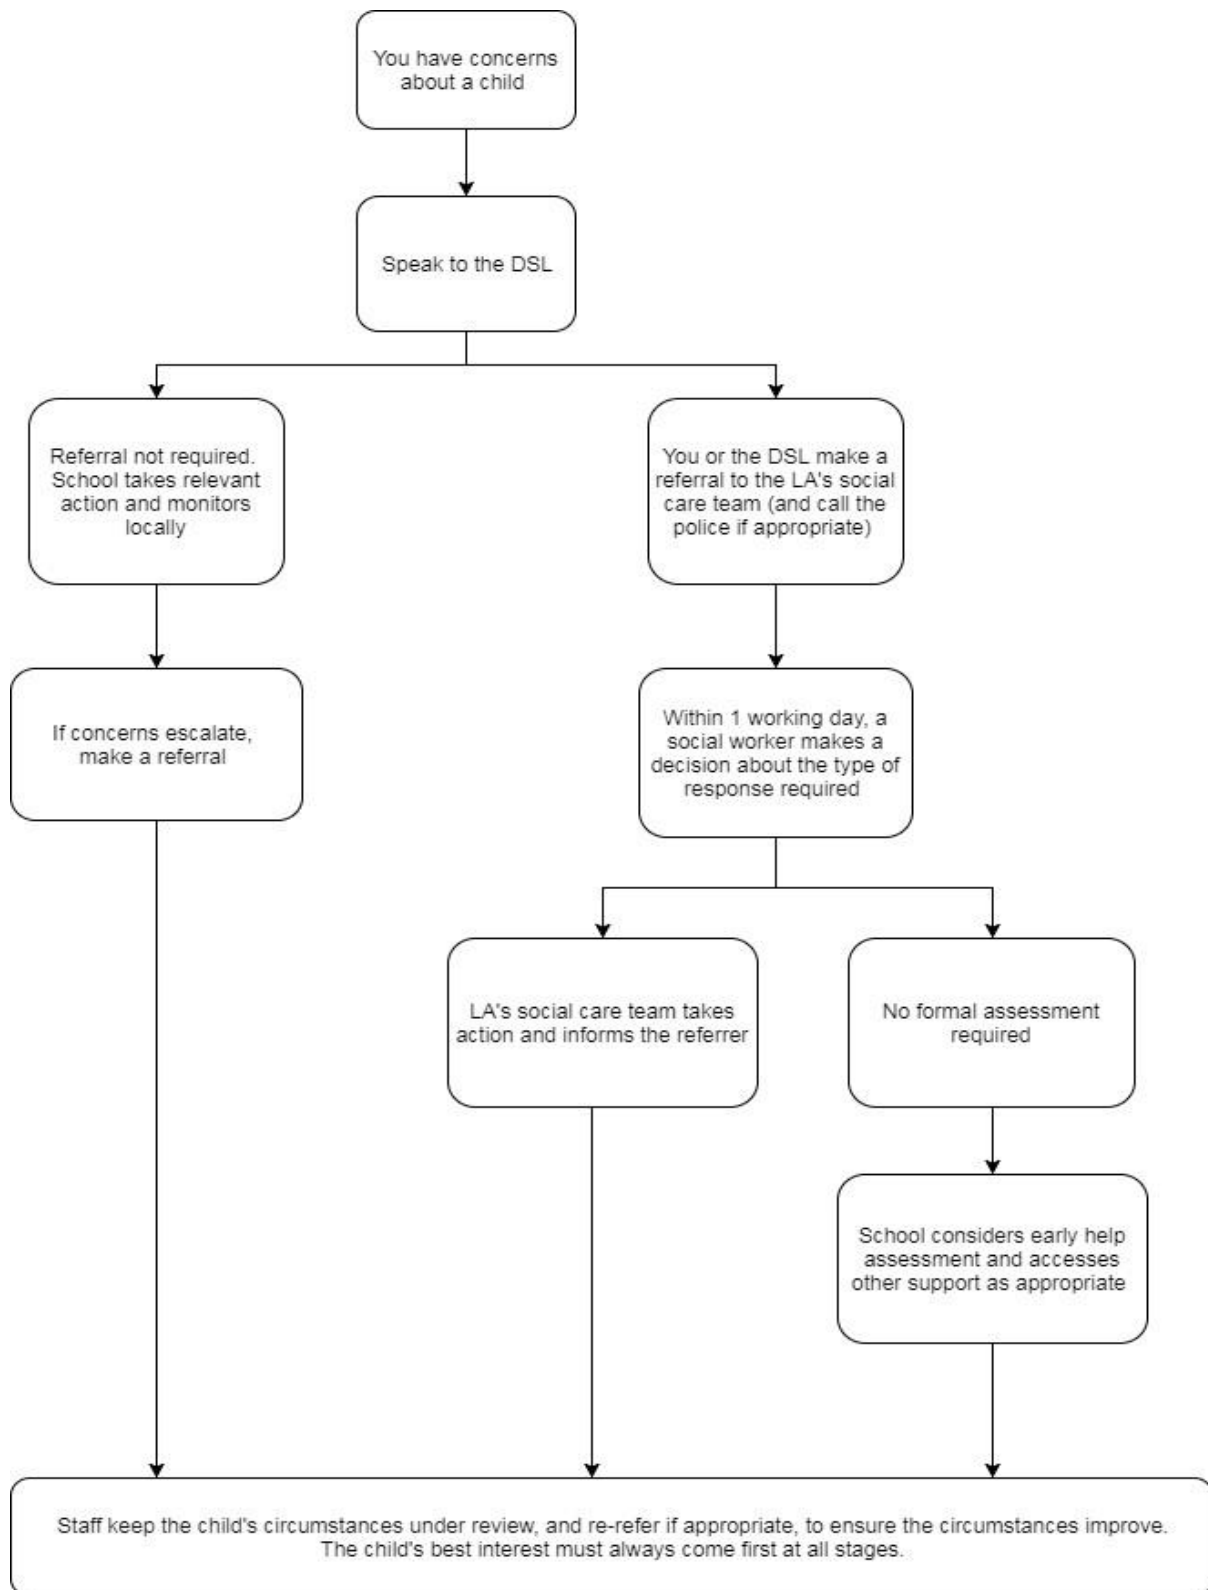 You have concerns
about a child
Speak to the DSL
Referral not required.
School takes relevant
action and monitors
locally
You or the DSL make a
referral to the LA's social
care team (and call the
police if appropriate)
If concerns escalate,
make a referral
Within 1 working day, a
social worker makes a
decision about the type of
response required
LA's social care team takes
action and informs the referrer
No formal assessment
required
School considers early help
assessment and accesses
other support as appropriate
Staff keep the child's circumstances under review, and re-refer if appropriate, to ensure the circumstances improve.
The child's best interest must always come first at all stages.